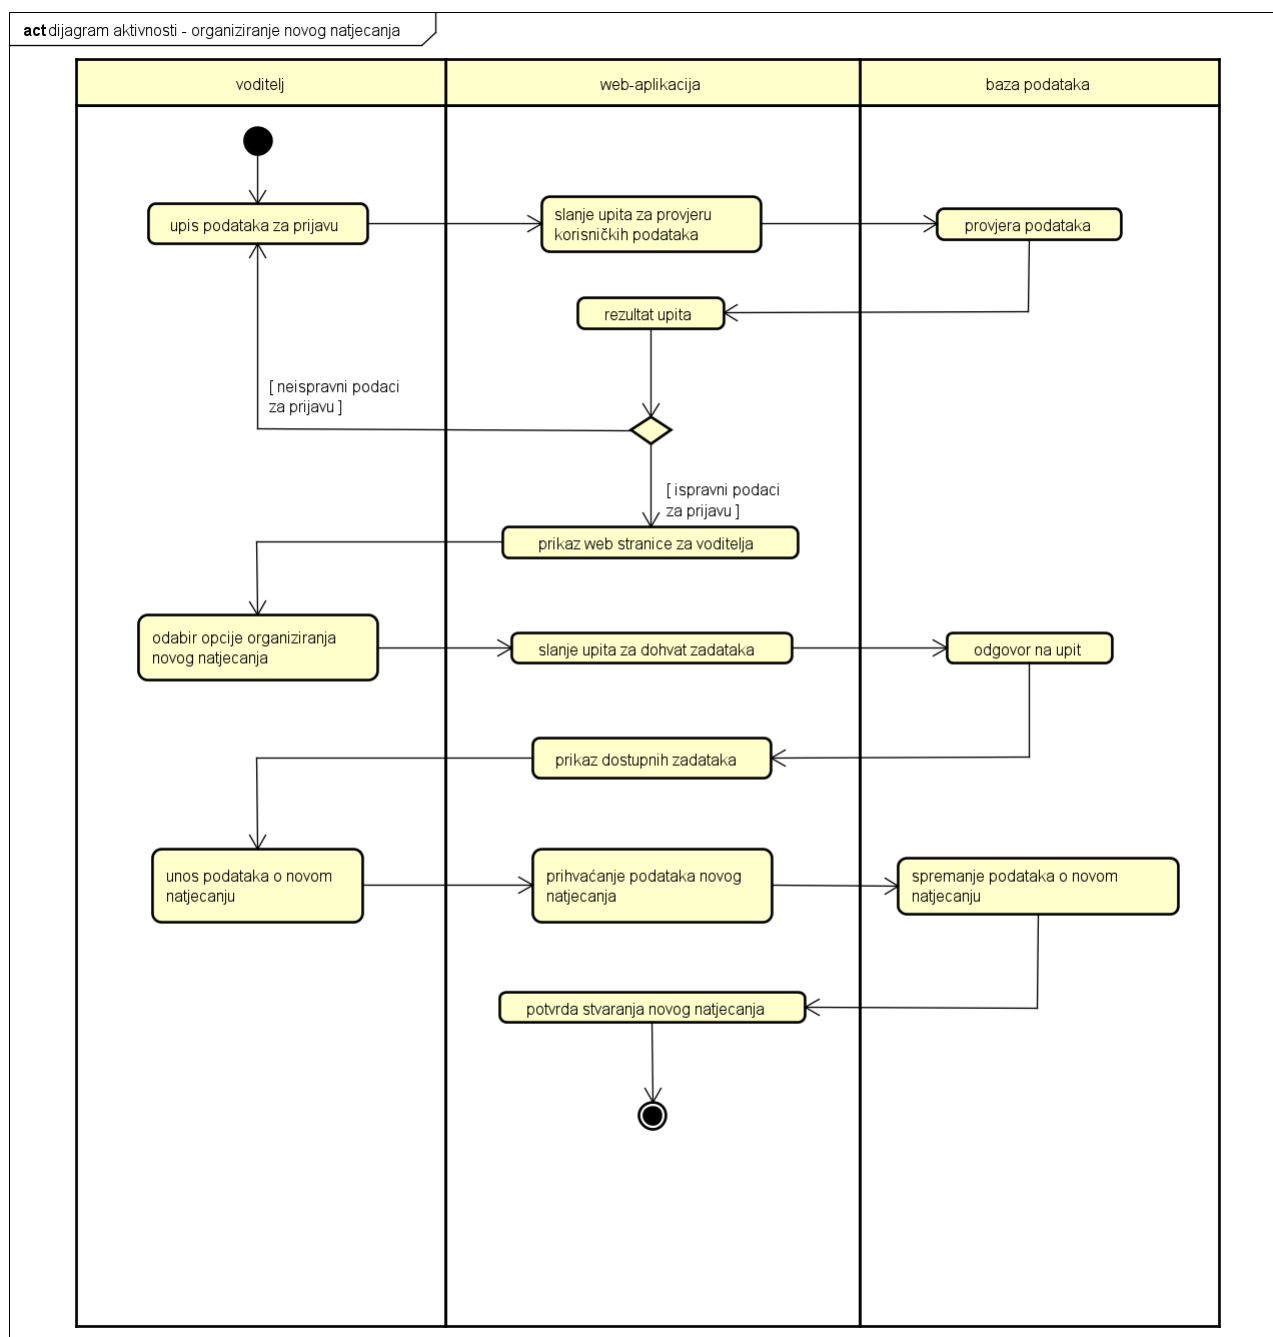 act dijagram aktivnosti - organiziranje novog natjecanja
voditelj
web-aplikacija
baza podataka
upis podataka za prijavu
slanje upita za provjeru
korisničkih podataka
provjera podataka
rezultat upita
[ neispravni podaci
za prijavu ]
[ ispravni podaci
za prijavu ]
prikaz web stranice za voditelja
odabir opcije organiziranja
novog natjecanja
slanje upita za dohvat zadataka
odgovor na upit
prikaz dostupnih zadataka
unos podataka o novom
natjecanju
prihvaćanje podataka novog
natjecanja
spremanje podataka o novom
natjecanju
potvrda stvaranja novog natjecanja